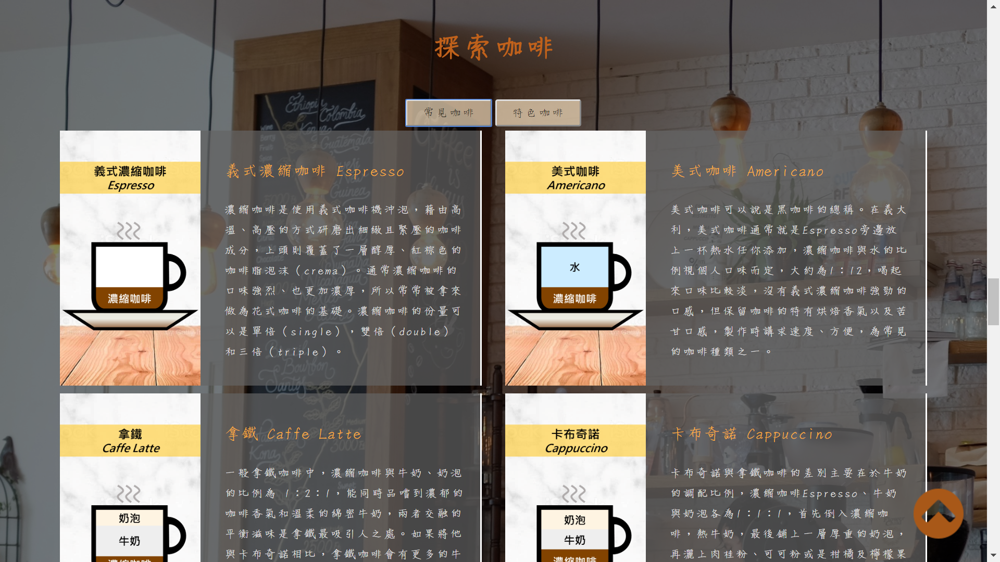 探索咖啡
常見咖啡
特色咖啡
義式濃縮咖啡
Espresso
濃縮咖啡
義式濃縮咖啡 Espresso
濃縮咖啡是使用義式咖啡機沖泡，藉由高
溫、高壓的方式研磨出細緻且緊壓的咖啡
成分，上頭則覆蓋了一層醇厚、紅棕色的
咖啡脂泡沫（crema）。通常濃縮咖啡的
口味強烈、也更加濃厚，所以常常被拿來
做為花式咖啡的基礎。濃縮咖啡的份量可
以是單倍（single），雙倍（double）
和三倍（triple）。
美式咖啡
Americano
水
濃縮咖啡
美式咖啡 Americano
美式咖啡可以說是黑咖啡的總稱。在義大
利，美式咖啡通常就是Espresso旁邊放
上一杯熱水任你添加，濃縮咖啡與水的比
例視個人口味而定，大約為1：12，喝起
來口味比較淡，沒有義式濃縮咖啡強勁的
口感，但保留咖啡的特有烘焙香氣以及苦
甘口感，製作時講求速度、方便，為常見
的咖啡種類之一。
拿鐵
Caffe Latte
奶泡
牛奶
濃縮咖啡
拿鐵 Caffe Latte
一般拿鐵咖啡中，濃縮咖啡與牛奶、奶泡
的比例為 1：2：1，能同時品嚐到濃郁的
咖啡香氣和溫柔的綿密牛奶，兩者交融的
平衡滋味是拿鐵最吸引人之處。如果將他
與卡布奇諾相比，拿鐵咖啡會有更多的牛
卡布奇諾
Cappuccino
奶泡
牛奶
濃縮咖啡
卡布奇諾 Cappuccino
卡布奇諾與拿鐵咖啡的差別主要在於牛奶
的調配比例，濃縮咖啡Espresso、牛奶
與奶泡各為1：1：1，首先倒入濃縮咖
啡，熱牛奶，最後鋪上一層厚重的奶泡，
再灑上肉桂粉、可可粉或是柑橘及檸檬果
Ethiopia
Colombia
Kenya
Guatemala
Guinea
Nicaragua
Brazil
Bourbon
Santos
Kona